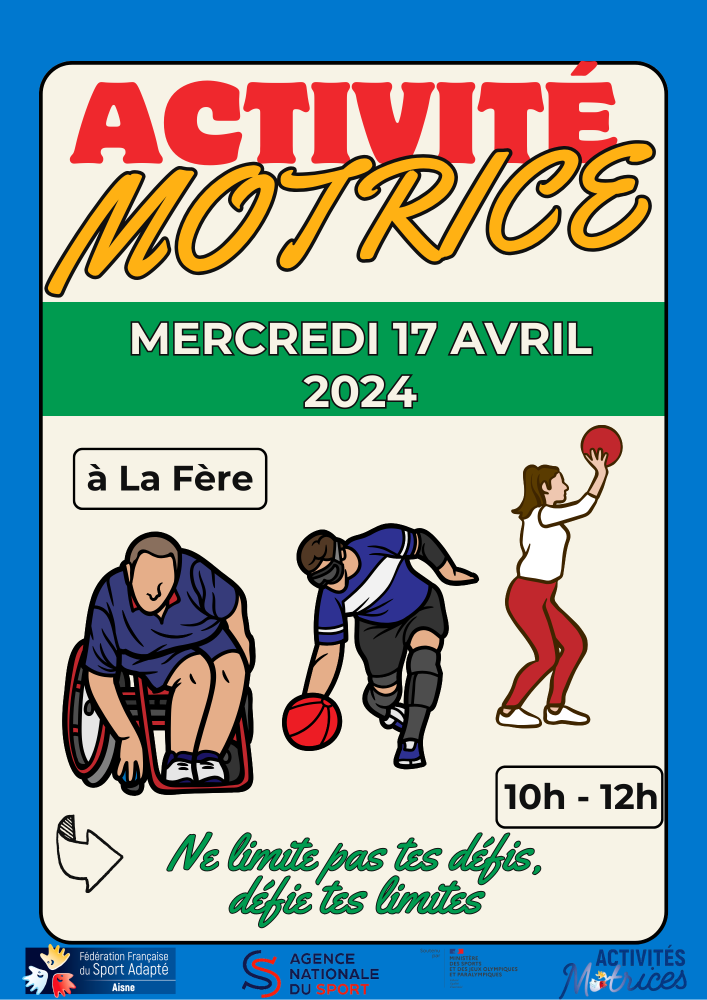 ACTIVITÉ
MOTRICE
MERCREDI 17 AVRIL
2024
à La Fère
10h - 12h
Ne limite pas tes défis,
défie tes limites
Fédération Française
du Sport Adapté
Aisne
AGENCE
NATIONALE
DU SPORT
Soutenu
par
MINISTÈRE
DES SPORTS
ET DES JEUX OLYMPIQUES
ET PARALYMPIQUES
ACTIVITÉS
Motrices